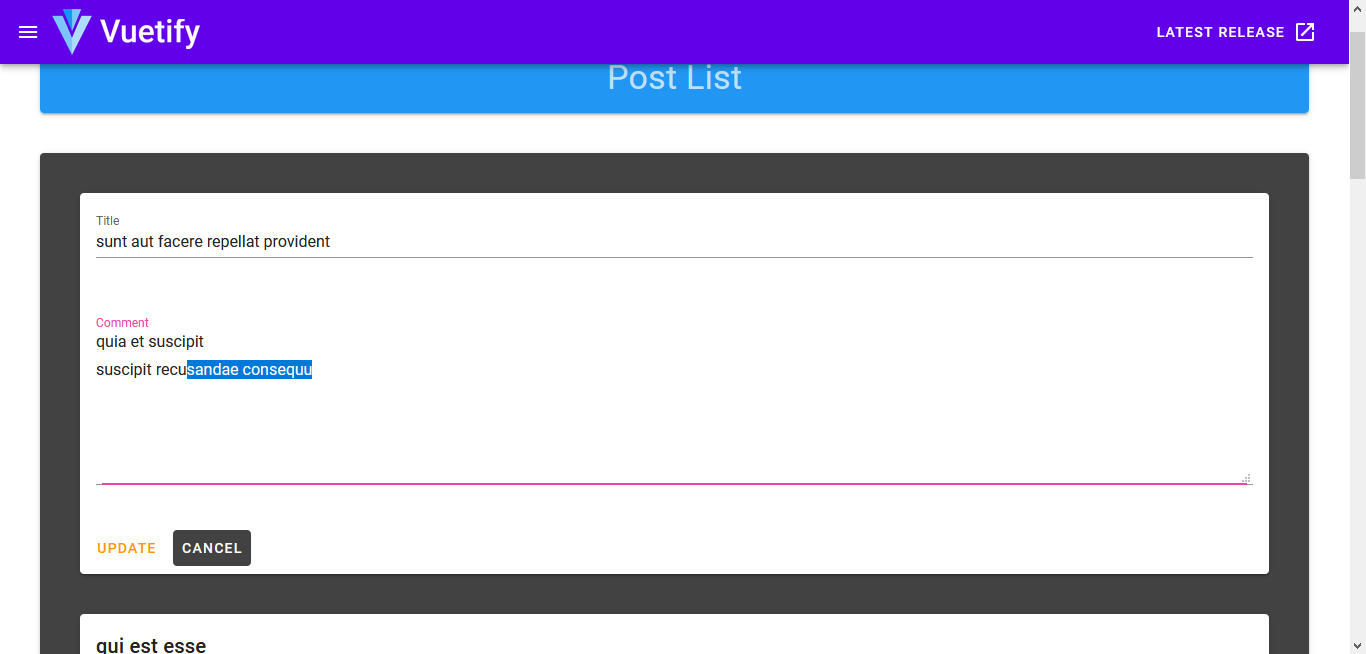 Vuetify
LATEST RELEASE
Post List
Title
sunt aut facere repellat provident
Comment
quia et suscipit
suscipit recusandae consequu
UPDATE CANCEL
qui est esse